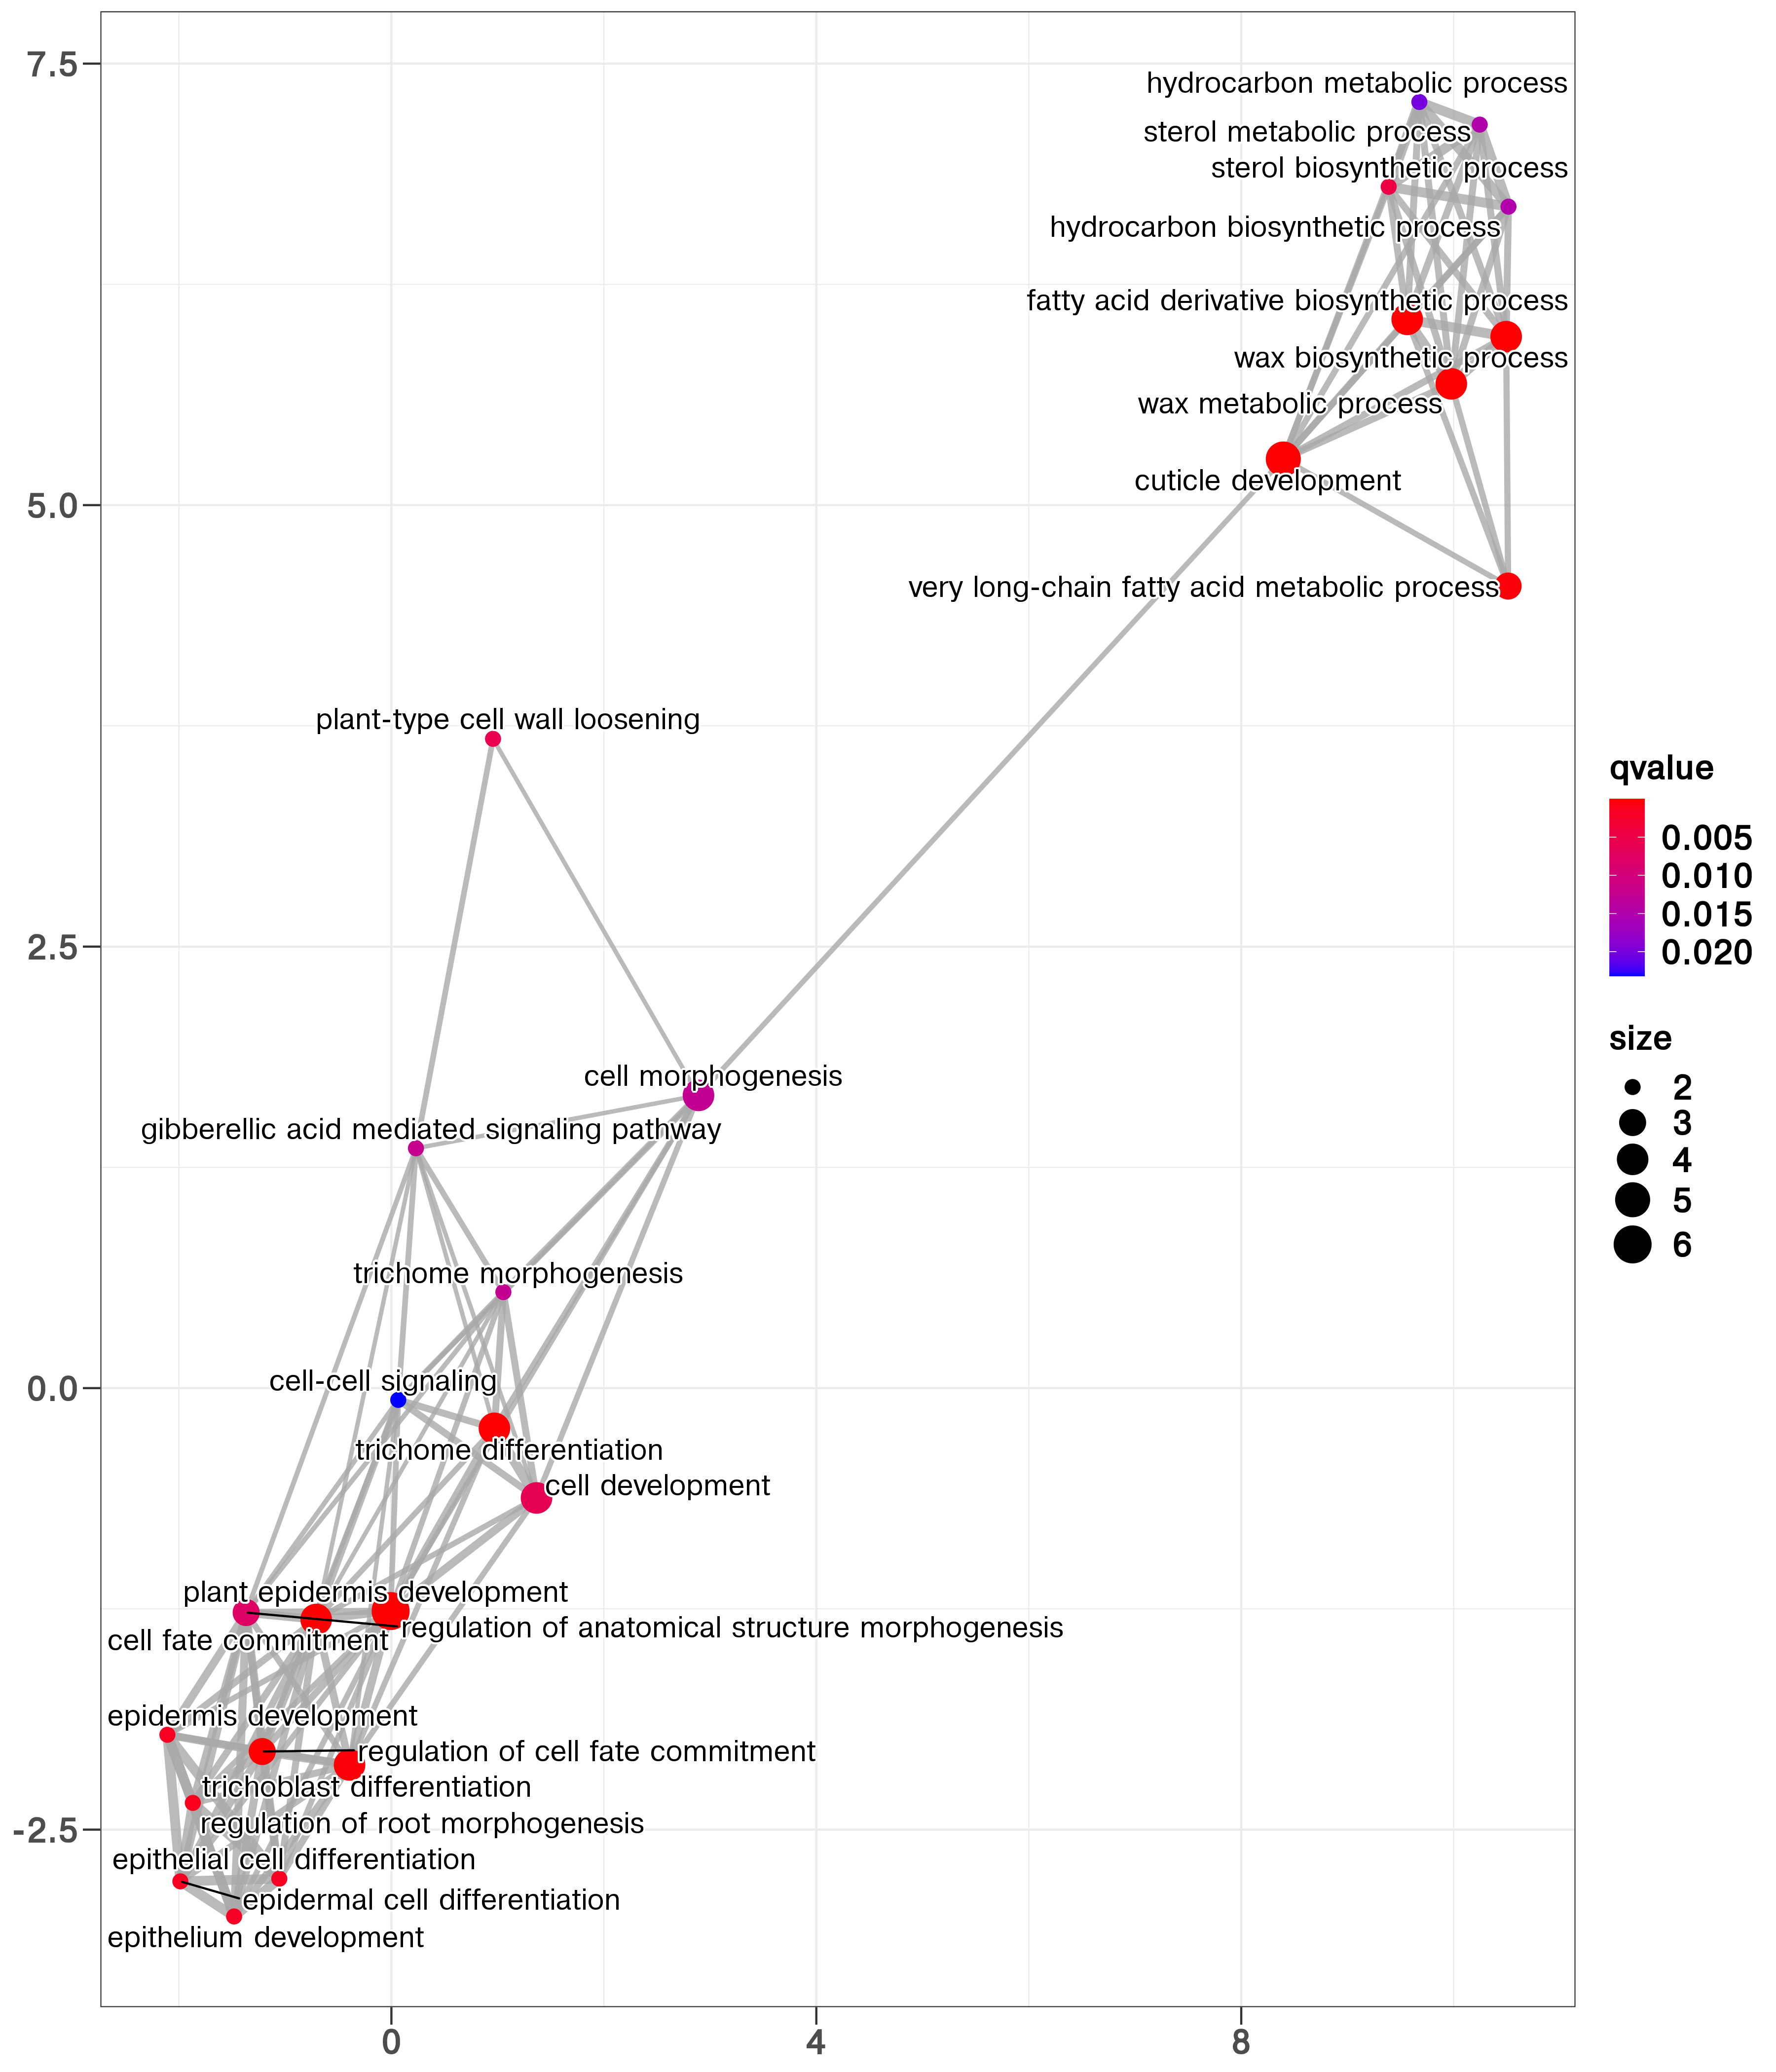 7.5
5.0
2.5
0.0
-2.5
0
4
8
hydrocarbon metabolic process
sterol metabolic process
sterol biosynthetic process
hydrocarbon biosynthetic process
fatty acid derivative biosynthetic process
wax biosynthetic process
wax metabolic process
cuticle development
very long-chain fatty acid metabolic process
plant-type cell wall loosening
cell morphogenesis
gibberellic acid mediated signaling pathway
trichome morphogenesis
cell-cell signaling
trichome differentiation
cell development
plant epidermis development
regulation of anatomical structure morphogenesis
cell fate commitment
epidermis development
regulation of cell fate commitment
trichoblast differentiation
regulation of root morphogenesis
epithelial cell differentiation
epidermal cell differentiation
epithelium development
qvalue
0.005
0.010
0.015
0.020
size
2
3
4
5
6